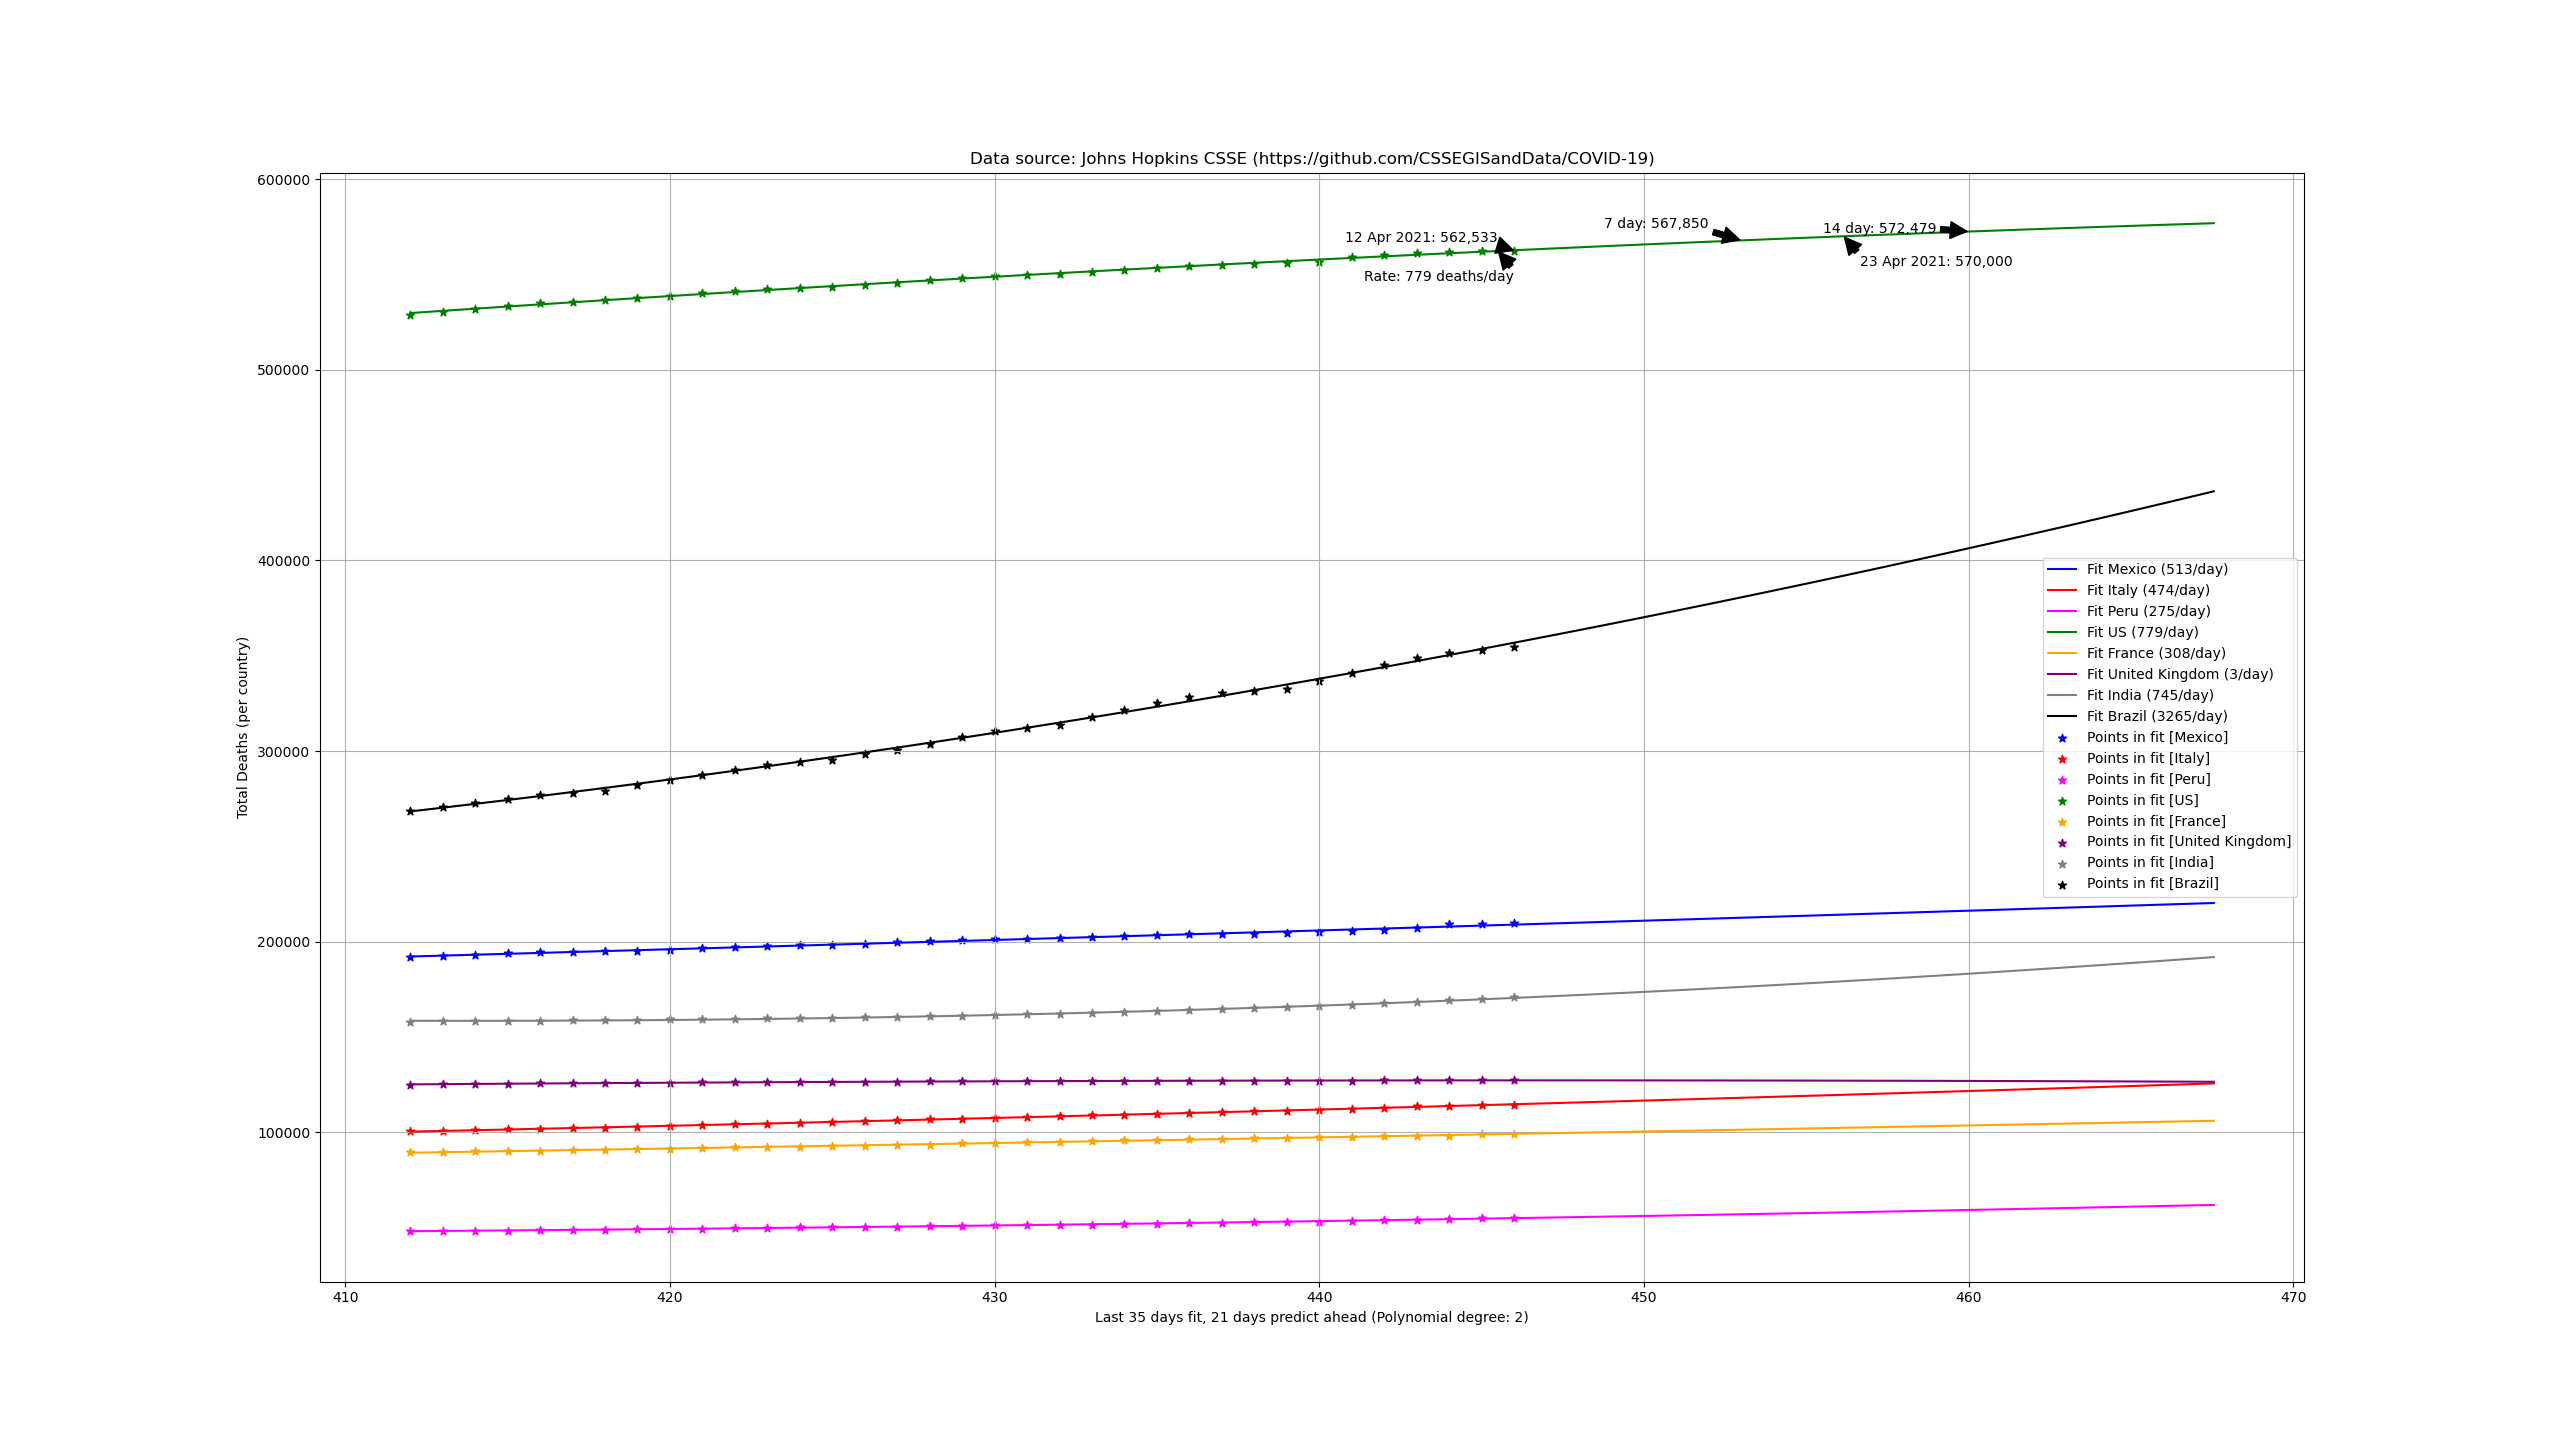 Data source: Johns Hopkins CSSE (https://github.com/CSSEGISandData/COVID-19)
600000
500000
400000
300000
200000
100000
Total Deaths (per country)
12 Apr 2021: 562,533
Rate: 779 deaths/day
7 day: 567,850
14 day: 572,479
23 Apr 2021: 570,000
Fit Mexico (513/day)
Fit Italy (474/day)
Fit Peru (275/day)
Fit US (779/day)
Fit France (308/day)
Fit United Kingdom (3/day)
Fit India (745/day)
Fit Brazil (3265/day)
Points in fit [Mexico]
Points in fit [Italy]
Points in fit [Peru]
Points in fit [US]
Points in fit [France]
Points in fit [United Kingdom]
Points in fit [India]
Points in fit [Brazil]
410 420 430 440 450 460 470
Last 35 days fit, 21 days predict ahead (Polynomial degree: 2)